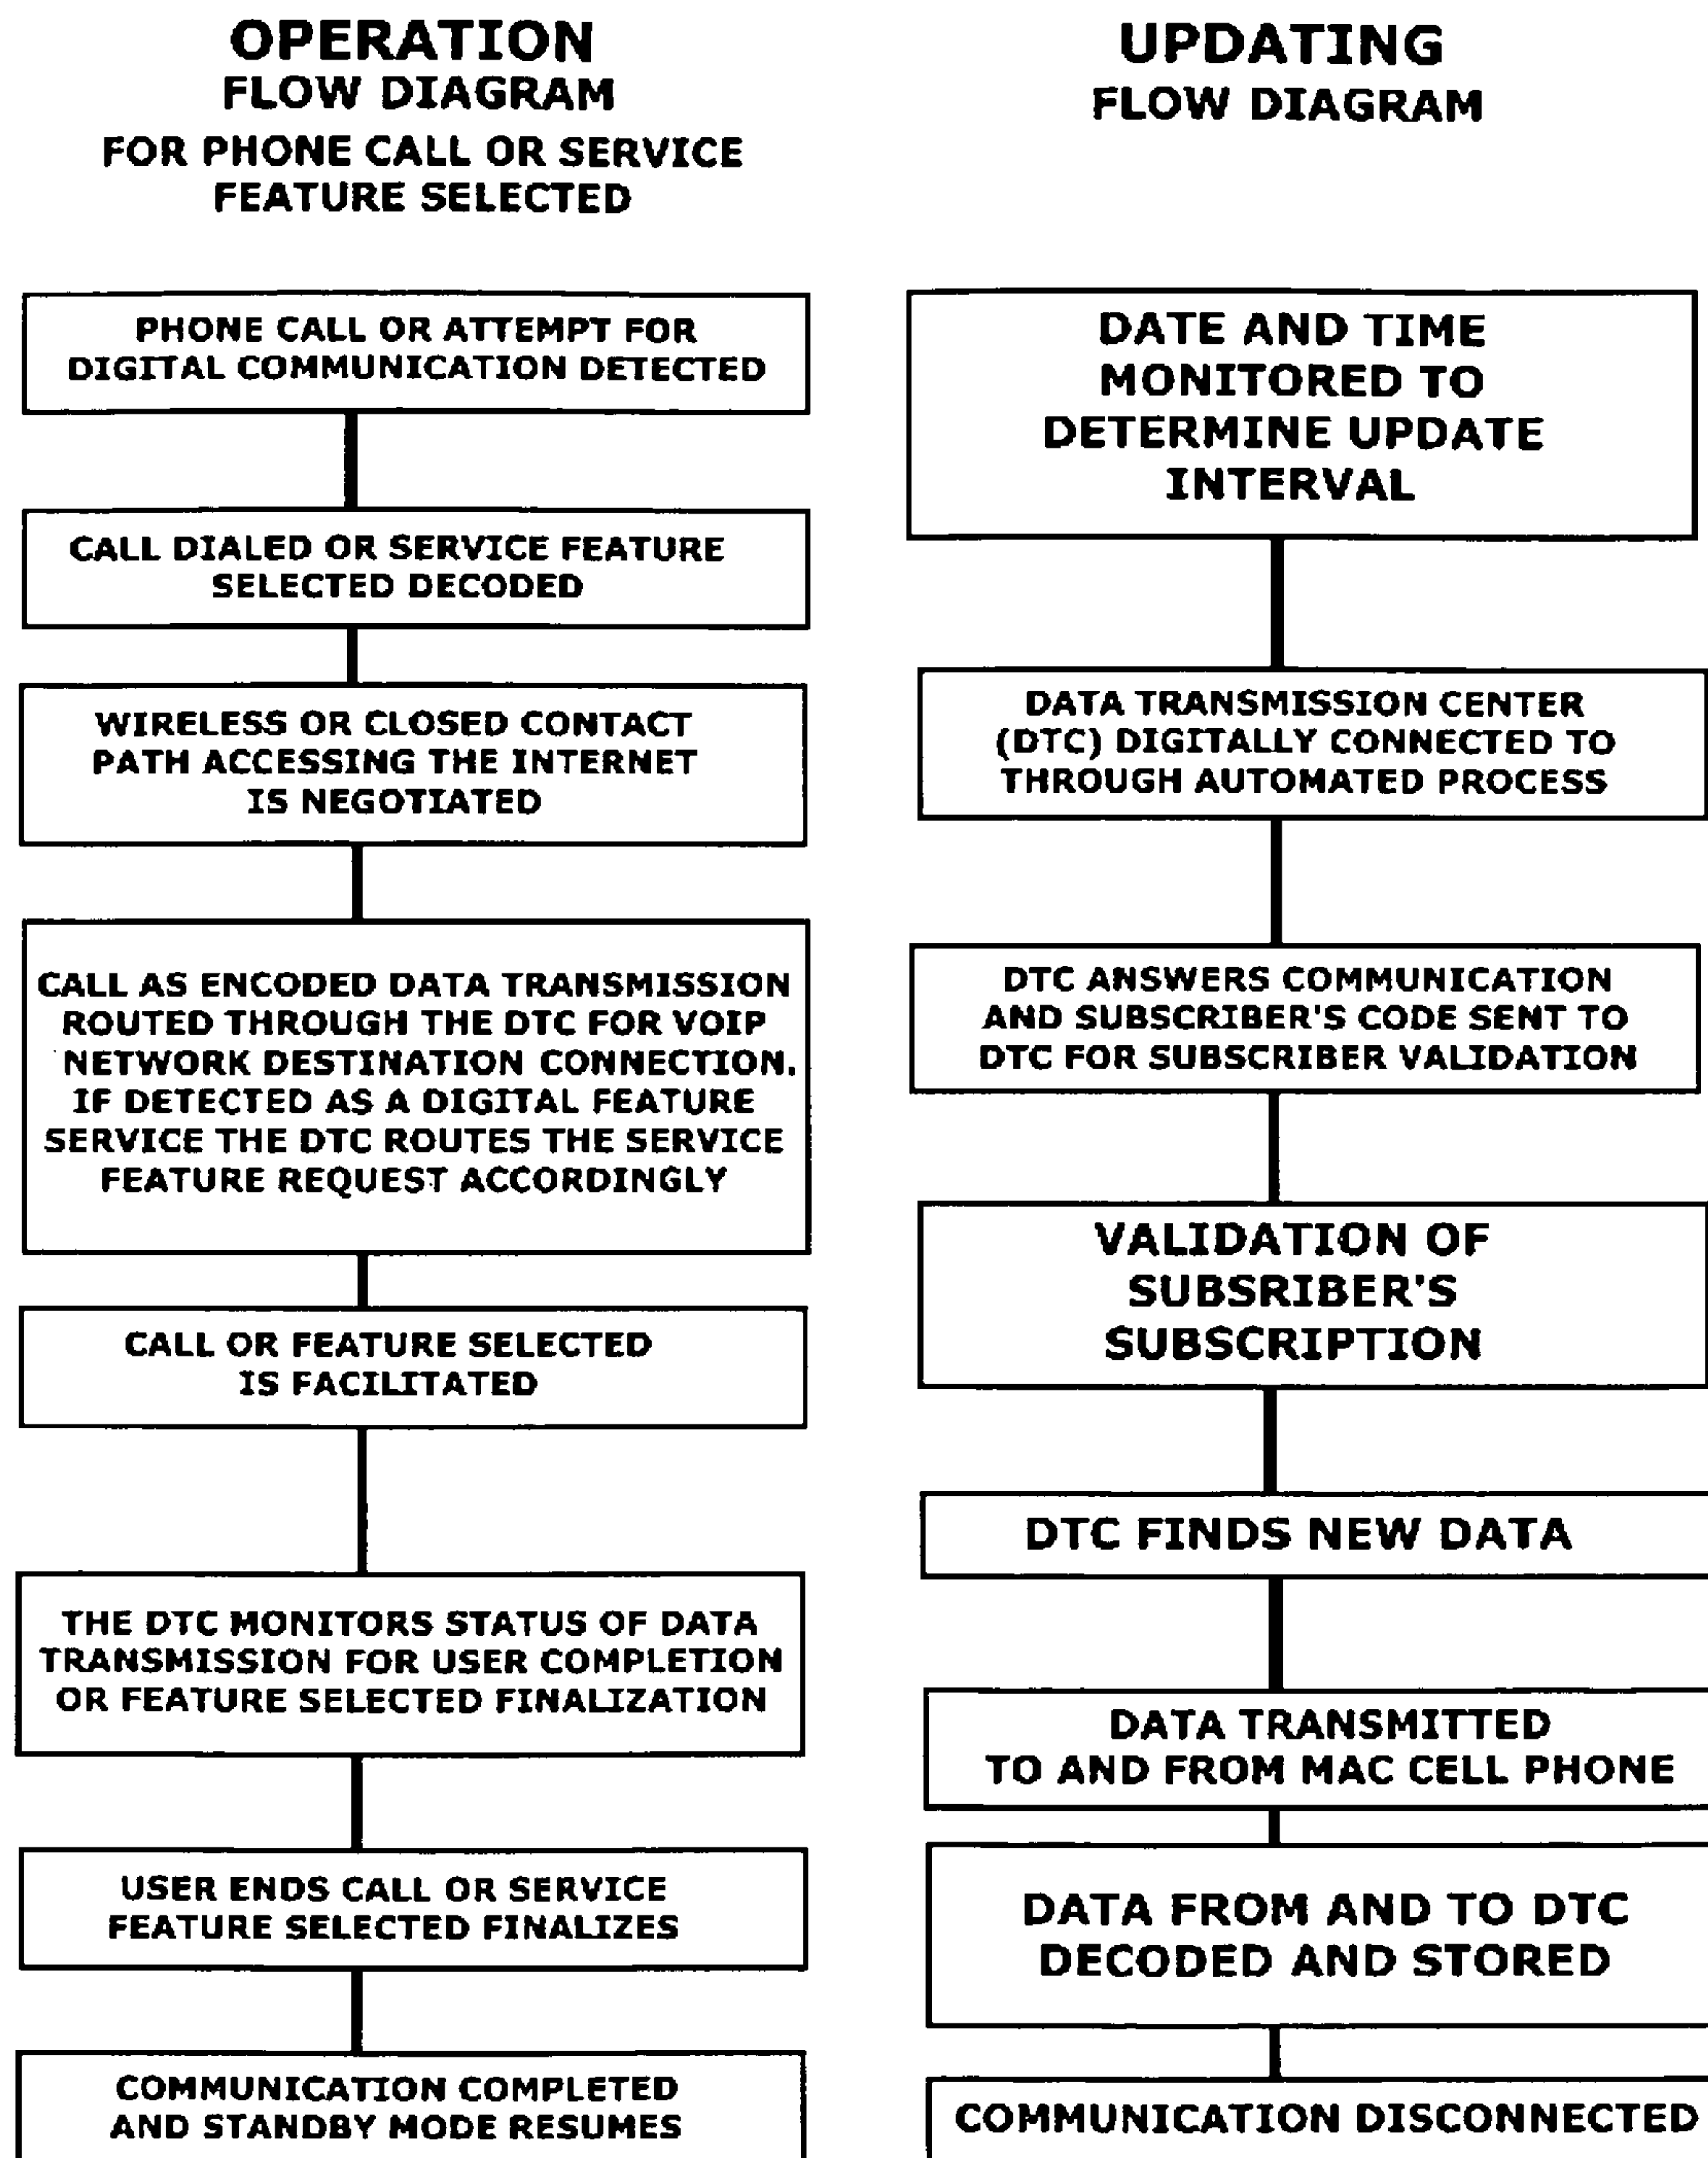 OPERATION
FLOW DIAGRAM
FOR PHONE CALL OR SERVICE
FEATURE SELECTED
PHONE CALL OR ATTEMPT FOR
DIGITAL COMMUNICATION DETECTED
CALL DIALED OR SERVICE FEATURE
SELECTED DECODED
WIRELESS OR CLOSED CONTACT
PATH ACCESSING THE INTERNET
IS NEGOTIATED
CALL AS ENCODED DATA TRANSMISSION
ROUTED THROUGH THE DTC FOR VOIP
NETWORK DESTINATION CONNECTION.
IF DETECTED AS A DIGITAL FEATURE
SERVICE THE DTC ROUTES THE SERVICE
FEATURE REQUEST ACCORDINGLY
CALL OR FEATURE SELECTED
IS FACILITATED
THE DTC MONITORS STATUS OF DATA
TRANSMISSION FOR USER COMPLETION
OR FEATURE SELECTED FINALIZATION
USER ENDS CALL OR SERVICE
FEATURE SELECTED FINALIZES
COMMUNICATION COMPLETED
AND STANDBY MODE RESUMES
UPDATING
FLOW DIAGRAM
DATE AND TIME
MONITORED TO
DETERMINE UPDATE
INTERVAL
DATA TRANSMISSION CENTER
(DTC) DIGITALLY CONNECTED TO
THROUGH AUTOMATED PROCESS
DTC ANSWERS COMMUNICATION
AND SUBSCRIBER'S CODE SENT TO
DTC FOR SUBSCRIBER VALIDATION
VALIDATION OF
SUBSRIBER'S
SUBSCRIPTION
DTC FINDS NEW DATA
DATA TRANSMITTED
TO AND FROM MAC CELL PHONE
DATA FROM AND TO DTC
DECODED AND STORED
COMMUNICATION DISCONNECTED